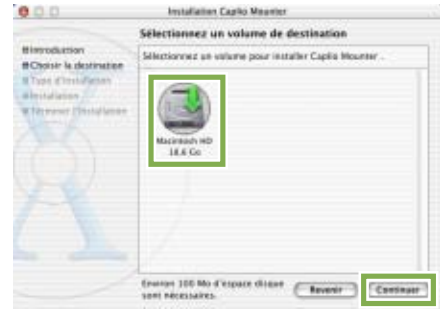 Installation Caplio Mounter
Sélectionnez un volume de destination
Introduction
Choisir la destination
Type d'installation
Installation
Terminer l'installation
Sélectionnez un volume pour installer Caplio Mounter .
Macintosh HD
18,6 Go
Environ 100 Mo d'espace disque
sont nécessaires.
Revenir
Continuer